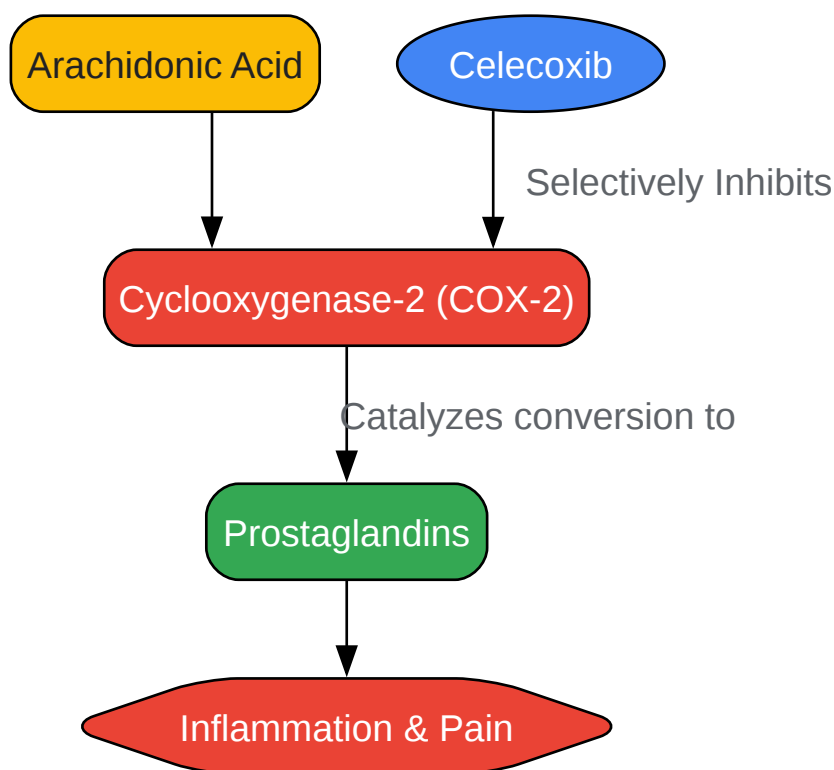 Arachidonic Acid
Celecoxib
Selectively Inhibits
Cyclooxygenase-2 (COX-2)
Catalyzes conversion to
Prostaglandins
Inflammation & Pain